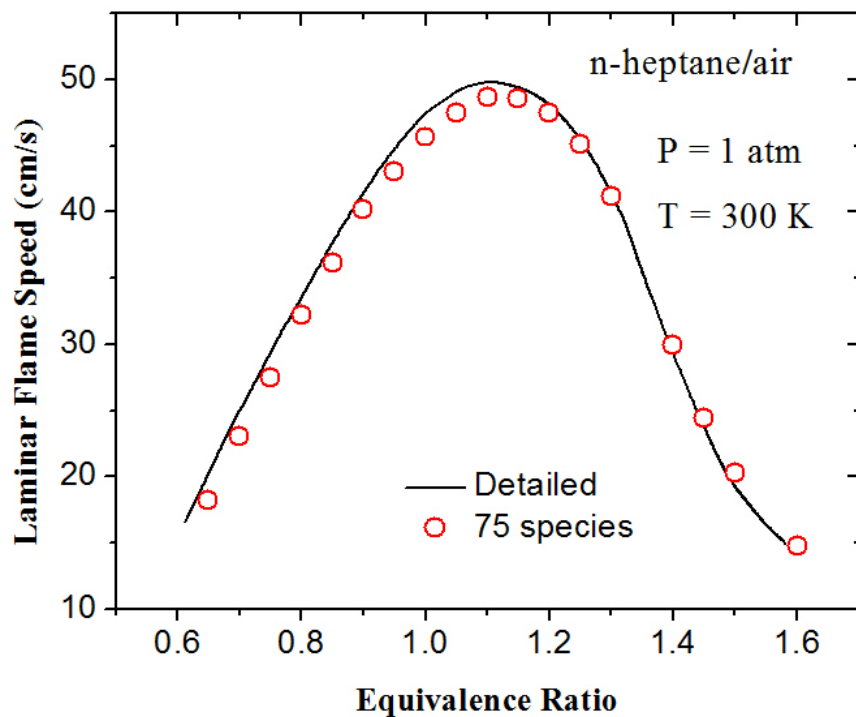 n-heptane/air
P = 1 atm
T = 300 K
Laminar Flame Speed (cm/s)
50
40
30
20
10
Detailed
75 species
0.6 0.8 1.0 1.2 1.4 1.6
Equivalence Ratio